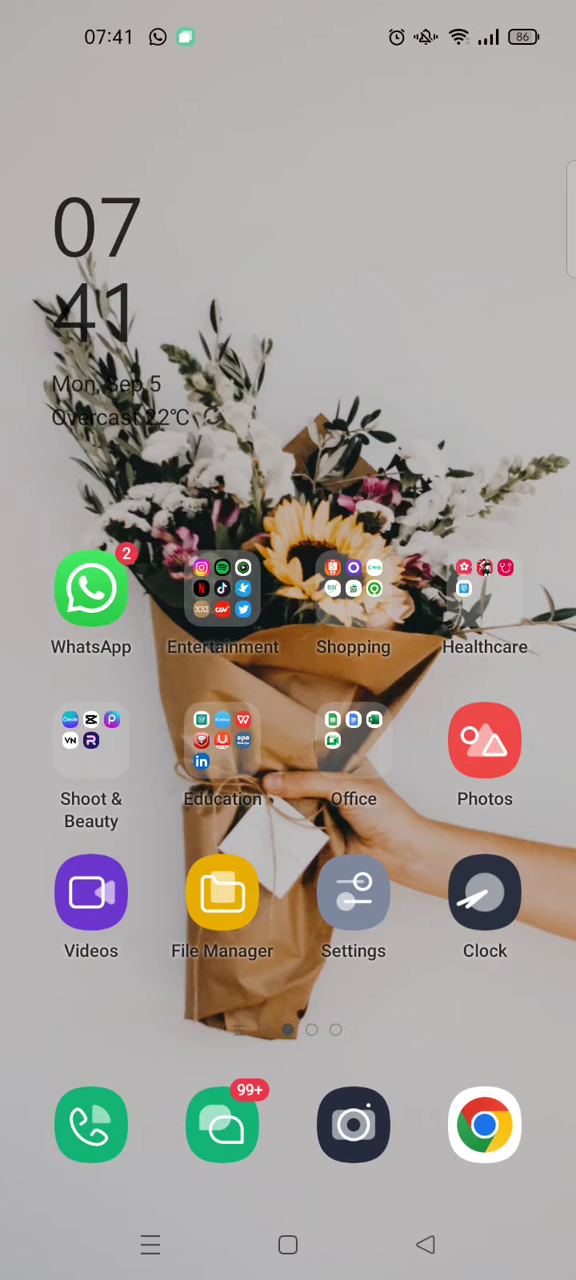 07:41
86
07
41
Mon, Sep 5
Overcast 22°C
2
WhatsApp
Entertainment
Shopping
Healthcare
Shoot &
Beauty
Education
Office
Photos
Videos
File Manager
Settings
Clock
99+